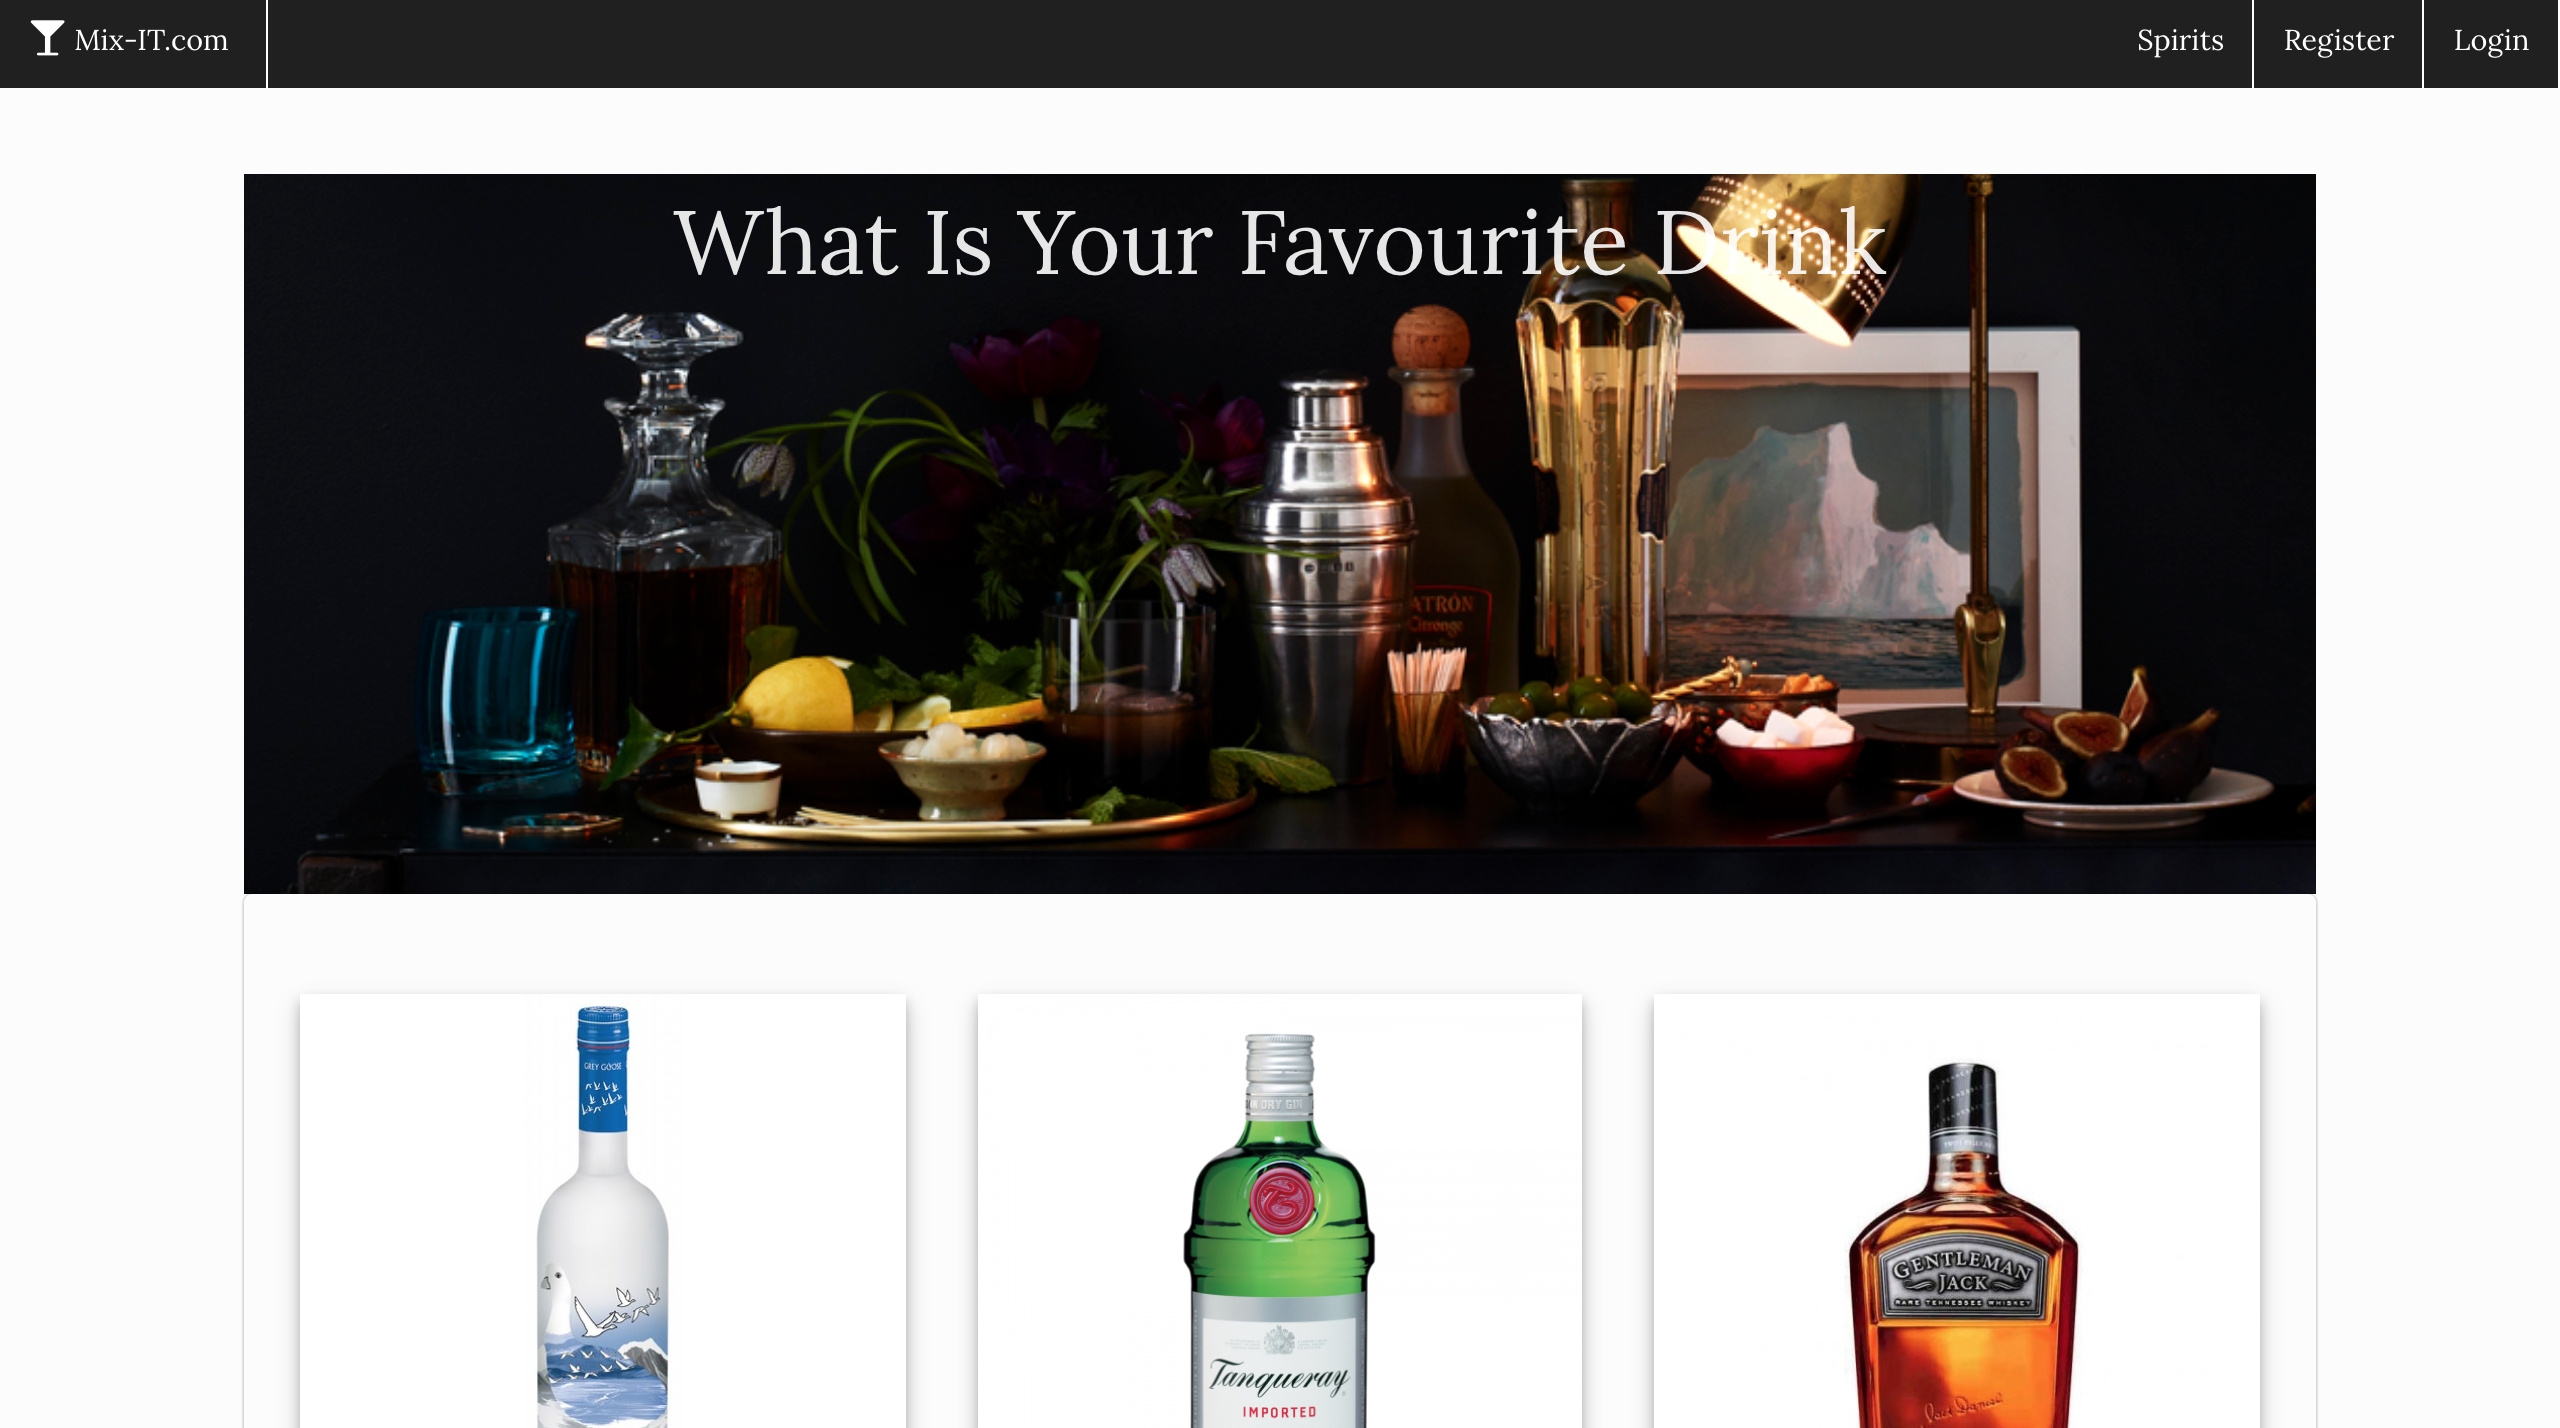 Mix-IT.com
Spirits
Register
Login
What Is Your Favourite Drink
ATRÓN
Citronge
GREY GOOSE
DRY GIN
Tanqueray
IMPORTED
GENTLEMAN
JACK
RARE TENNESSEE WHISKEY
Jack Daniel